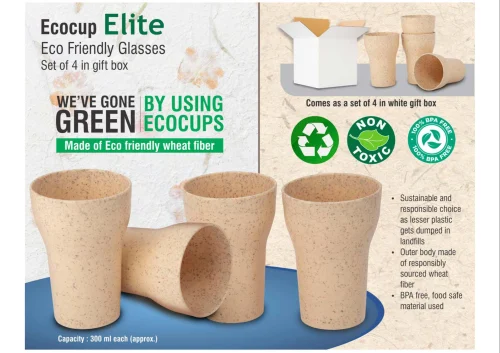 Ecocup Elite
Eco Friendly Glasses
Set of 4 in gift box
WE'VE GONE
GREEN
BY USING
ECOCUPS
Made of Eco friendly wheat fiber
Comes as a set of 4 in white gift box
NON
TOXIC
100% BPA FREE
100% BPA FREE
• Sustainable and
responsible choice
as lesser plastic
gets dumped in
landfills
• Outer body made
of responsibly
sourced wheat
fiber
• BPA free, food safe
material used
Capacity : 300 ml each (approx.)